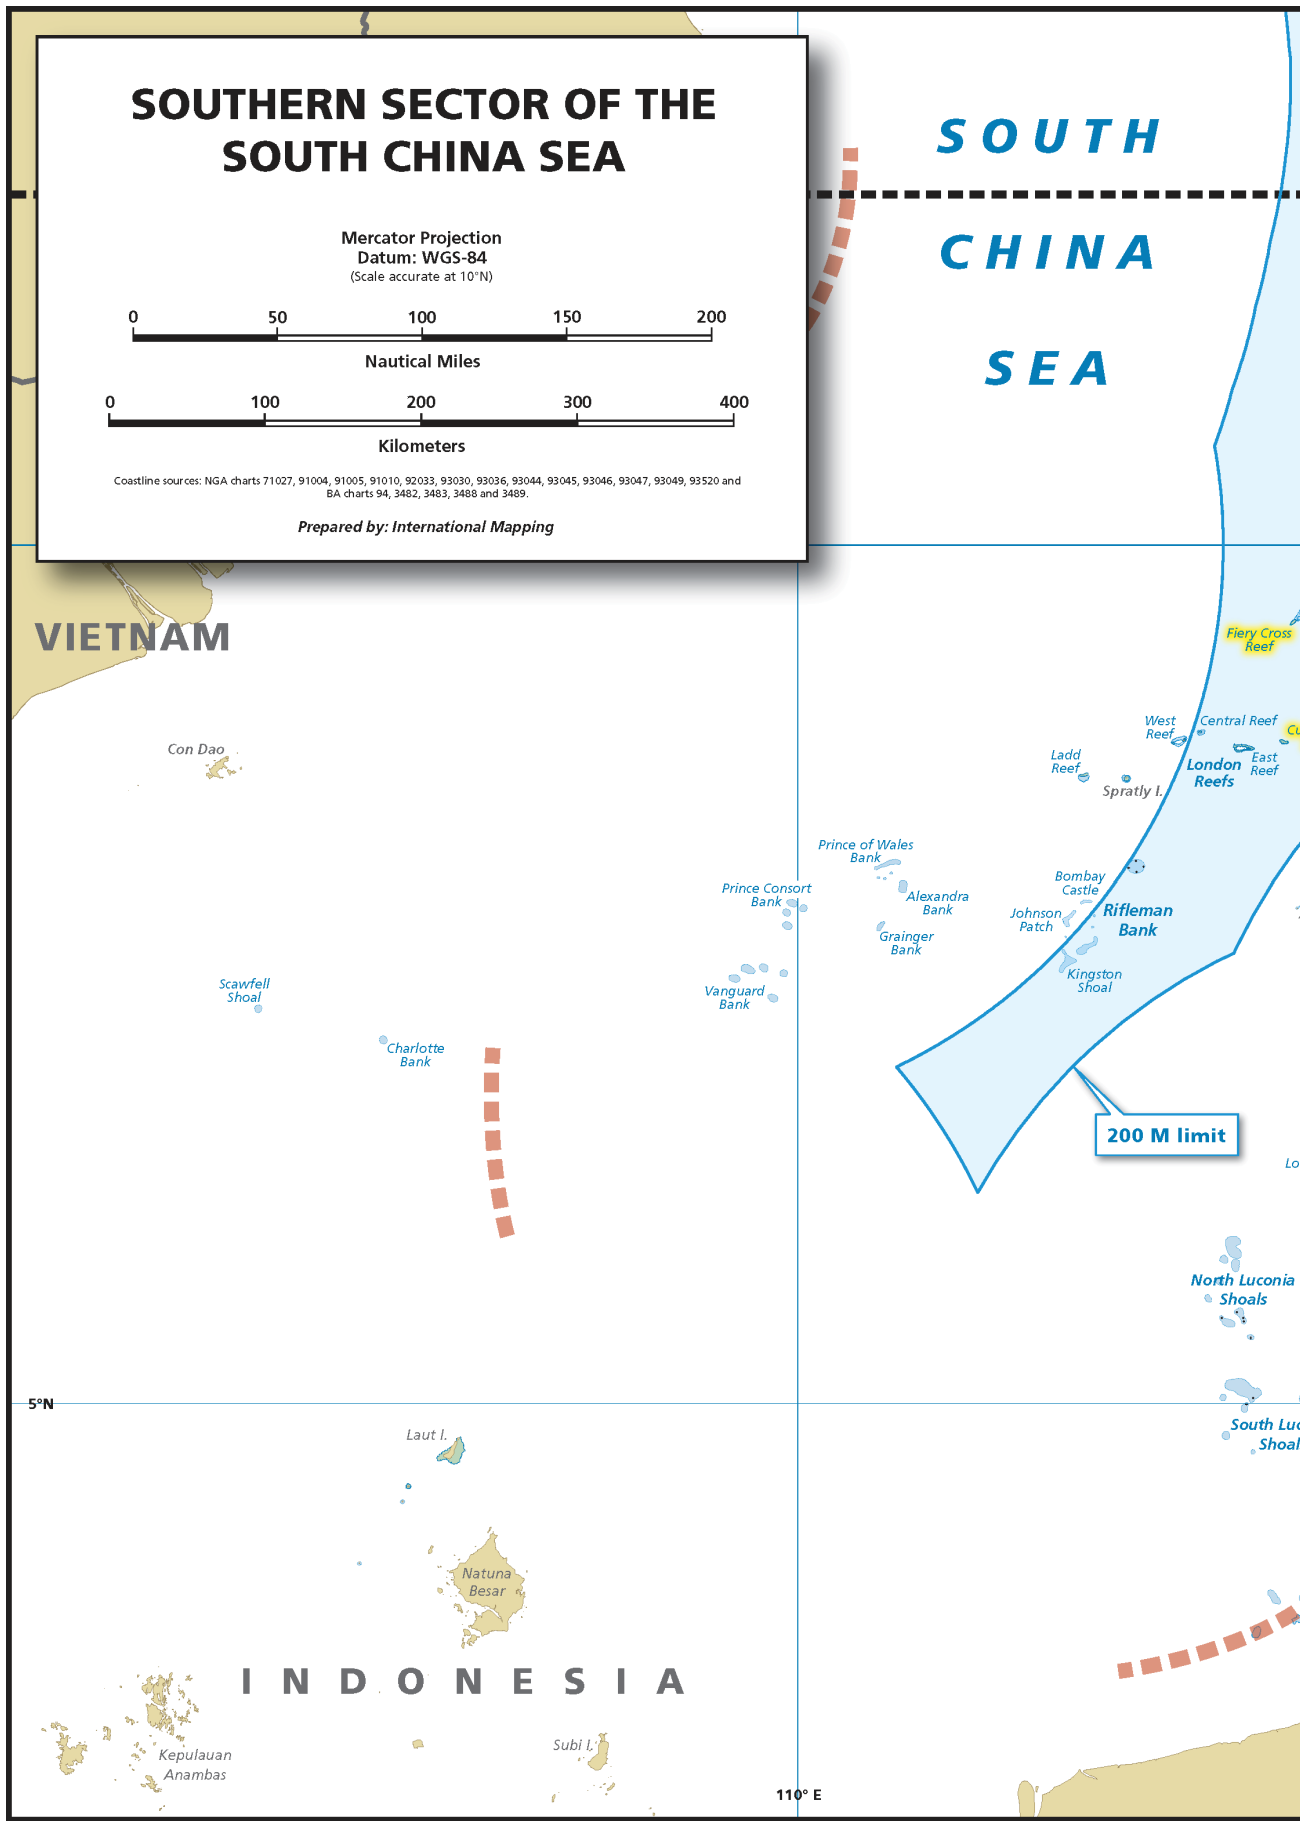 SOUTHERN SECTOR OF THE
SOUTH CHINA SEA
Mercator Projection
Datum: WGS-84
(Scale accurate at 10°N)
0 50 100 150 200
Nautical Miles
0 100 200 300 400
Kilometers
Coastline sources: NGA charts 71027, 91004, 91005, 91010, 92033, 93030, 93036, 93044, 93045, 93046, 93047, 93049, 93520 and
BA charts 94, 3482, 3483, 3488 and 3489.
Prepared by: International Mapping
SOUTH
CHINA
SEA
VIETNAM
Fiery Cross
Reef
Con Dao
West
Reef
Central Reef
Cu
Ladd
Reef
London
Reefs
East
Reef
Spratly I.
Prince of Wales
Bank
Prince Consort
Bank
Alexandra
Bank
Bombay
Castle
Johnson
Patch
Rifleman
Bank
Grainger
Bank
Kingston
Shoal
Vanguard
Bank
Scawfell
Shoal
Charlotte
Bank
200 M limit
Lo
North Luconia
Shoals
5°N
Laut I.
South Luc
Shoal
Natuna
Besar
INDONESIA
Kepulauan
Anambas
Subi I.
110° E